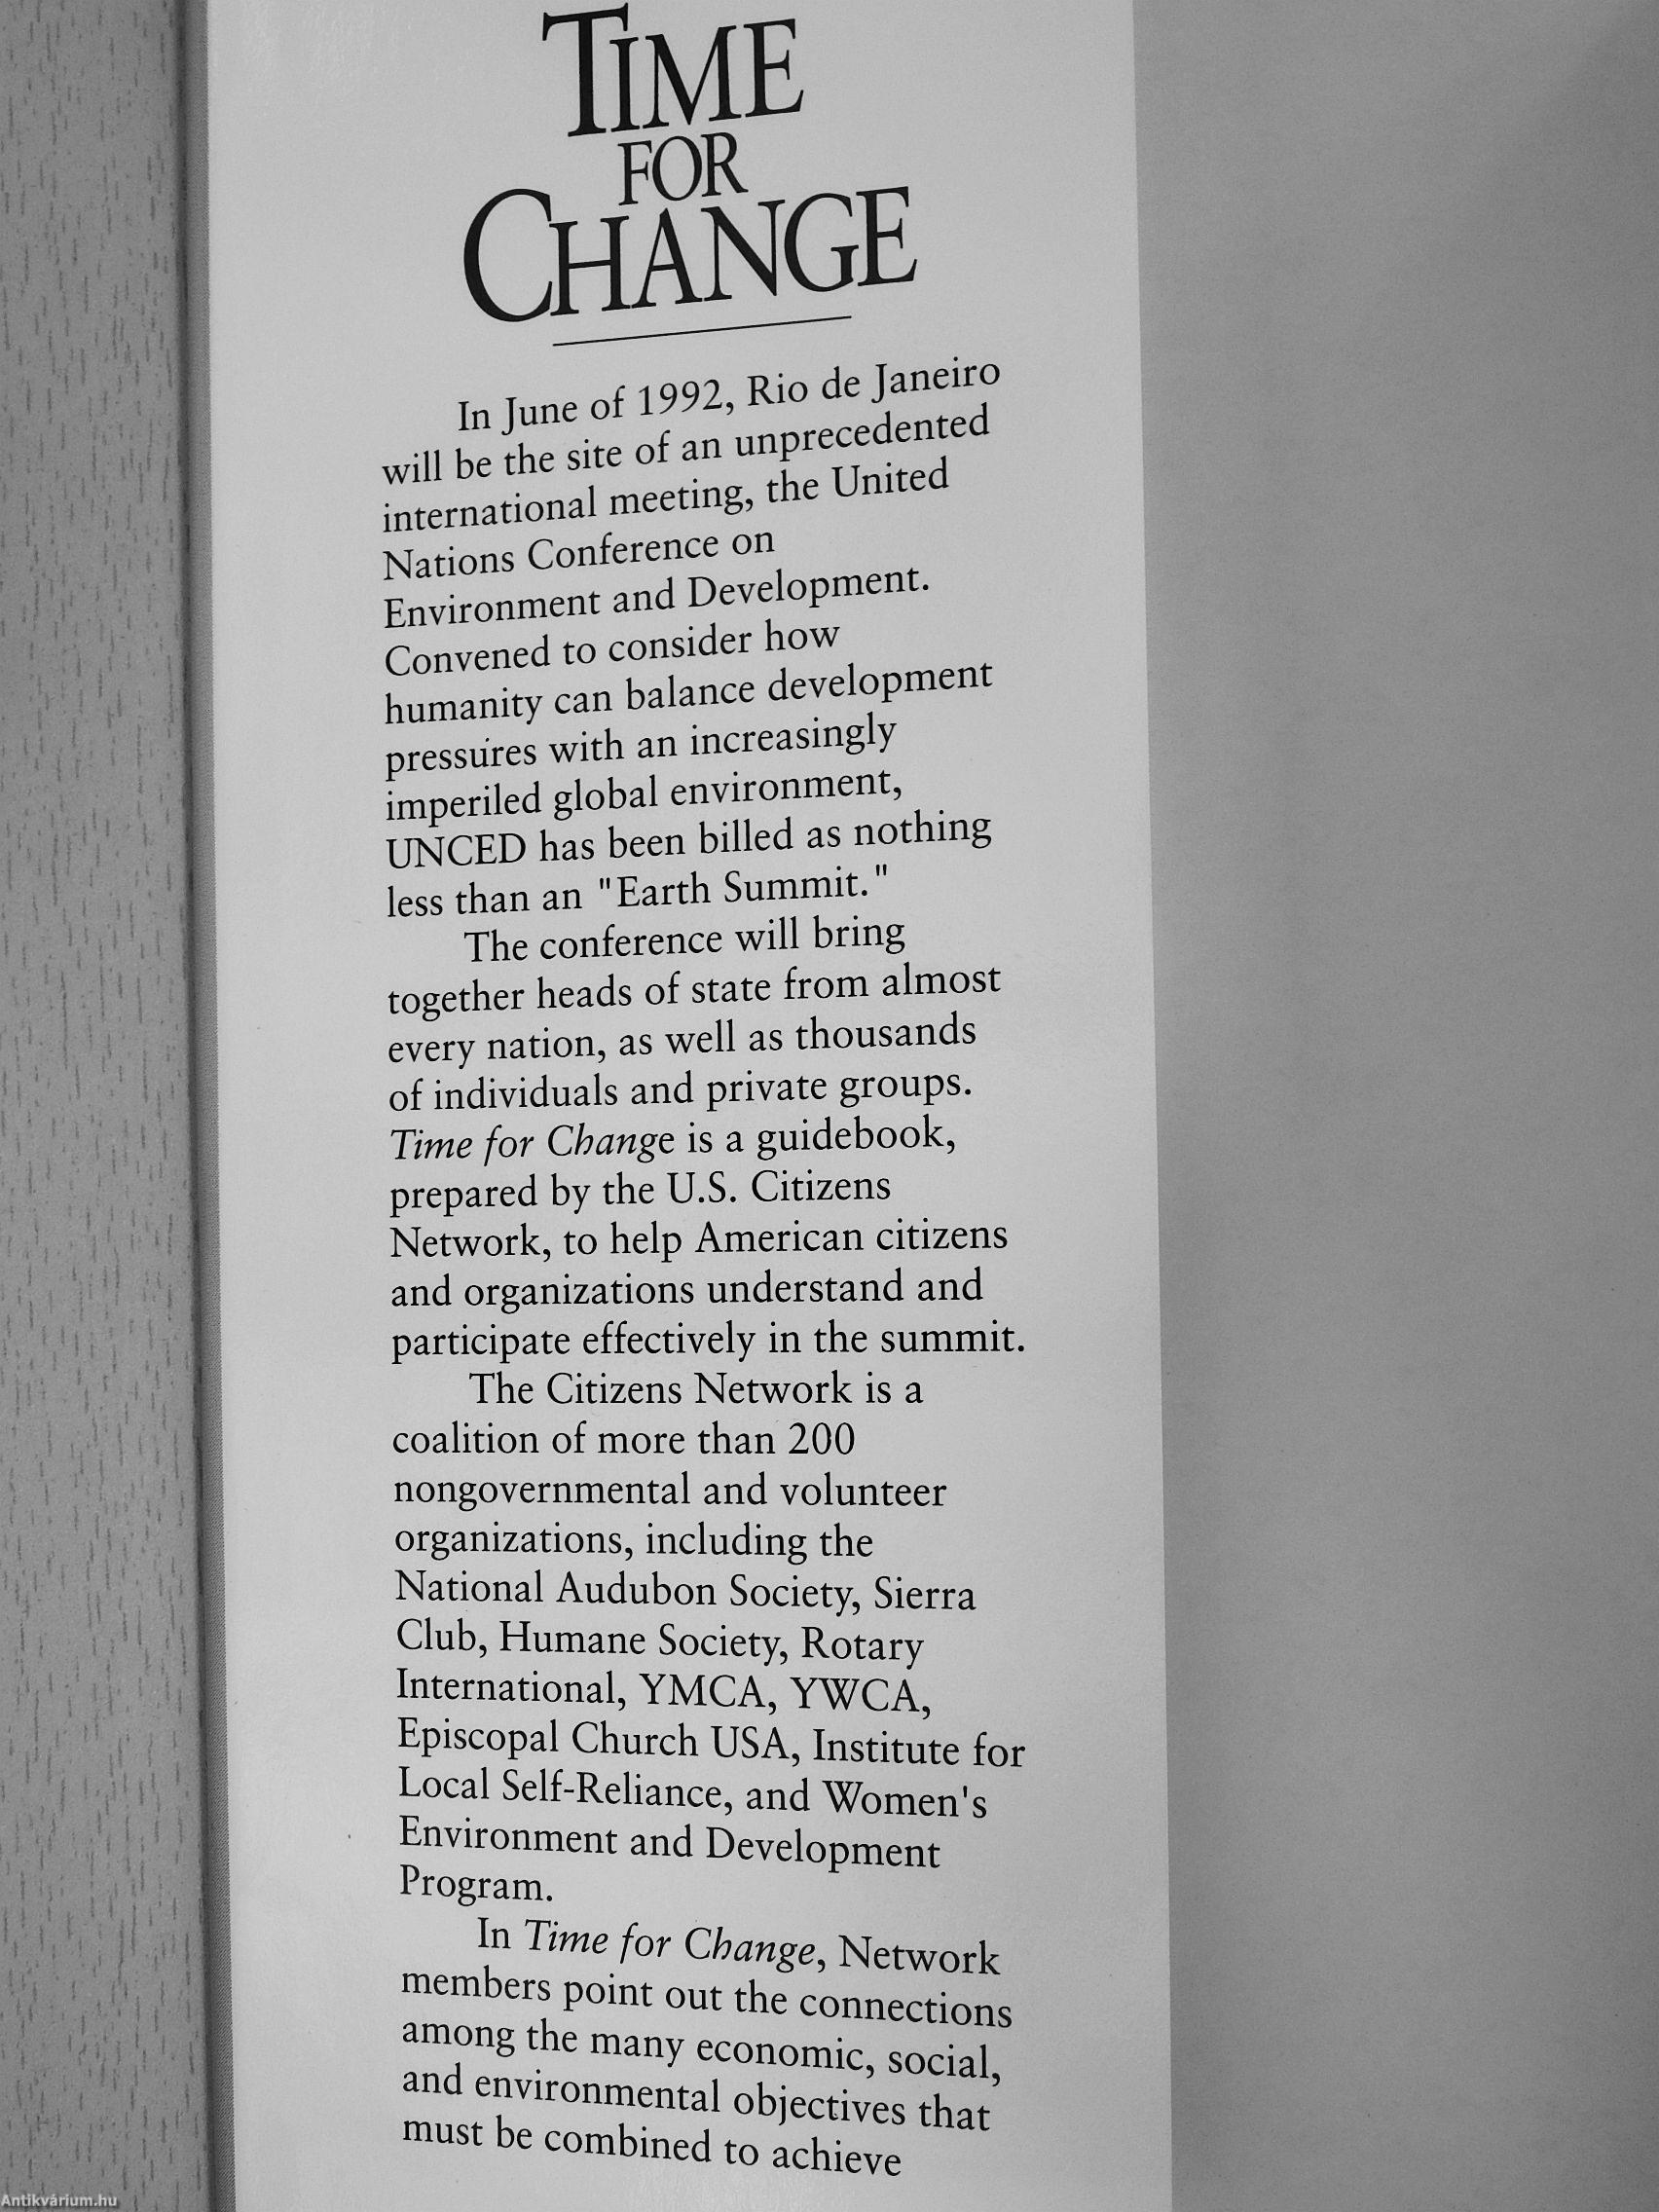 TIME
FOR
CHANGE
In June of 1992, Rio de Janeiro
will be the site of an unprecedented
international meeting, the United
Nations Conference on
Environment and Development.
Convened to consider how
humanity can balance development
pressures with an increasingly
imperiled global environment,
UNCED has been billed as nothing
less than an "Earth Summit."
The conference will bring
together heads of state from almost
every nation, as well as thousands
of individuals and private groups.
Time for Change is a guidebook,
prepared by the U.S. Citizens
Network, to help American citizens
and organizations understand and
participate effectively in the summit.
The Citizens Network is a
coalition of more than 200
nongovernmental and volunteer
organizations, including the
National Audubon Society, Sierra
Club, Humane Society, Rotary
International, YMCA, YWCA,
Episcopal Church USA, Institute for
Local Self-Reliance, and Women's
Environment and Development
Program.
In Time for Change, Network
members point out the connections
among the many economic, social,
and environmental objectives that
must be combined to achieve
Antikvárium.hu